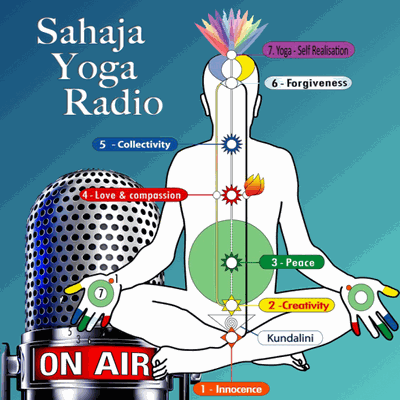 Sahaja
Yoga
Radio
7. Yoga - Self Realisation
6 - Forgiveness
5 - Collectivity
4 - Love & compassion
3 - Peace
2 - Creativity
Kundalini
1 - Innocence
7
ON AIR